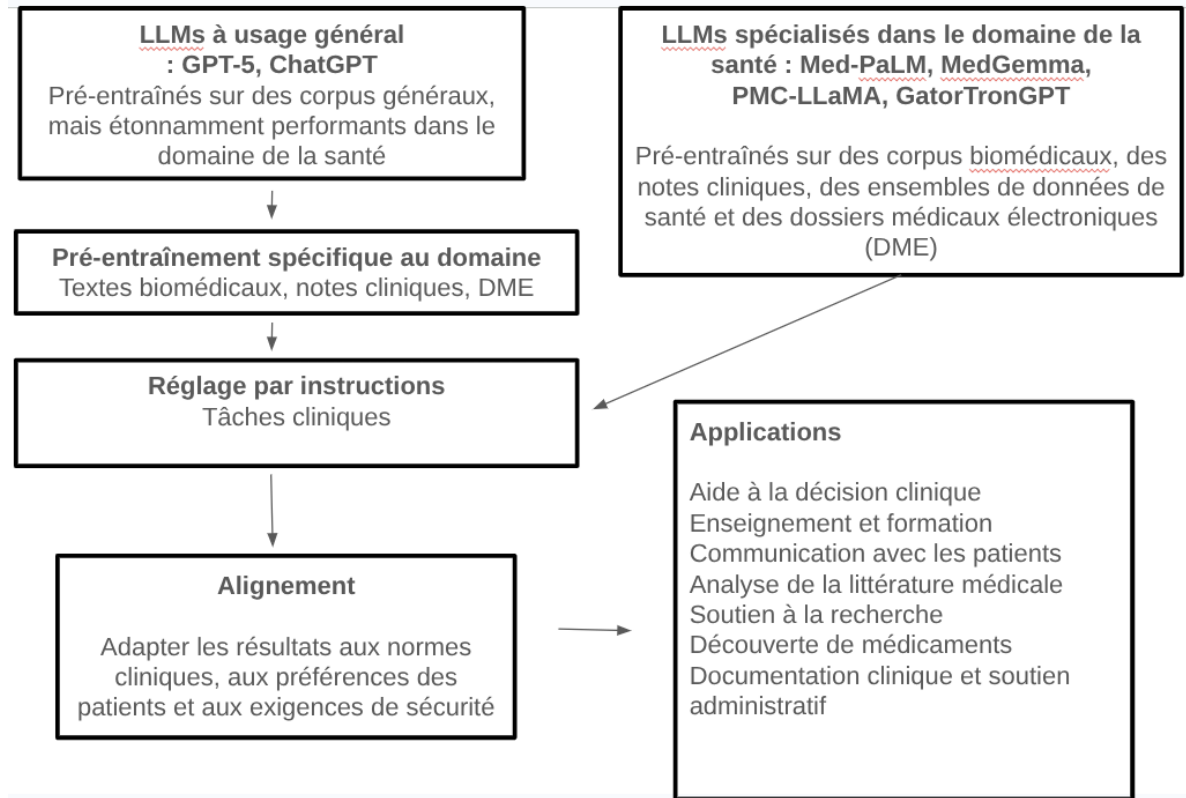 LLMs à usage général
: GPT-5, ChatGPT
Pré-entraînés sur des corpus généraux,
mais étonnamment performants dans le
domaine de la santé
LLMs spécialisés dans le domaine de la
santé : Med-PaLM, MedGemma,
PMC-LLaMA, GatorTronGPT
Pré-entraînés sur des corpus biomédicaux, des
notes cliniques, des ensembles de données de
santé et des dossiers médicaux électroniques
(DME)
Pré-entraînement spécifique au domaine
Textes biomédicaux, notes cliniques, DME
Réglage par instructions
Tâches cliniques
Alignement
Adapter les résultats aux normes
cliniques, aux préférences des
patients et aux exigences de sécurité
Applications
Aide à la décision clinique
Enseignement et formation
Communication avec les patients
Analyse de la littérature médicale
Soutien à la recherche
Découverte de médicaments
Documentation clinique et soutien
administratif